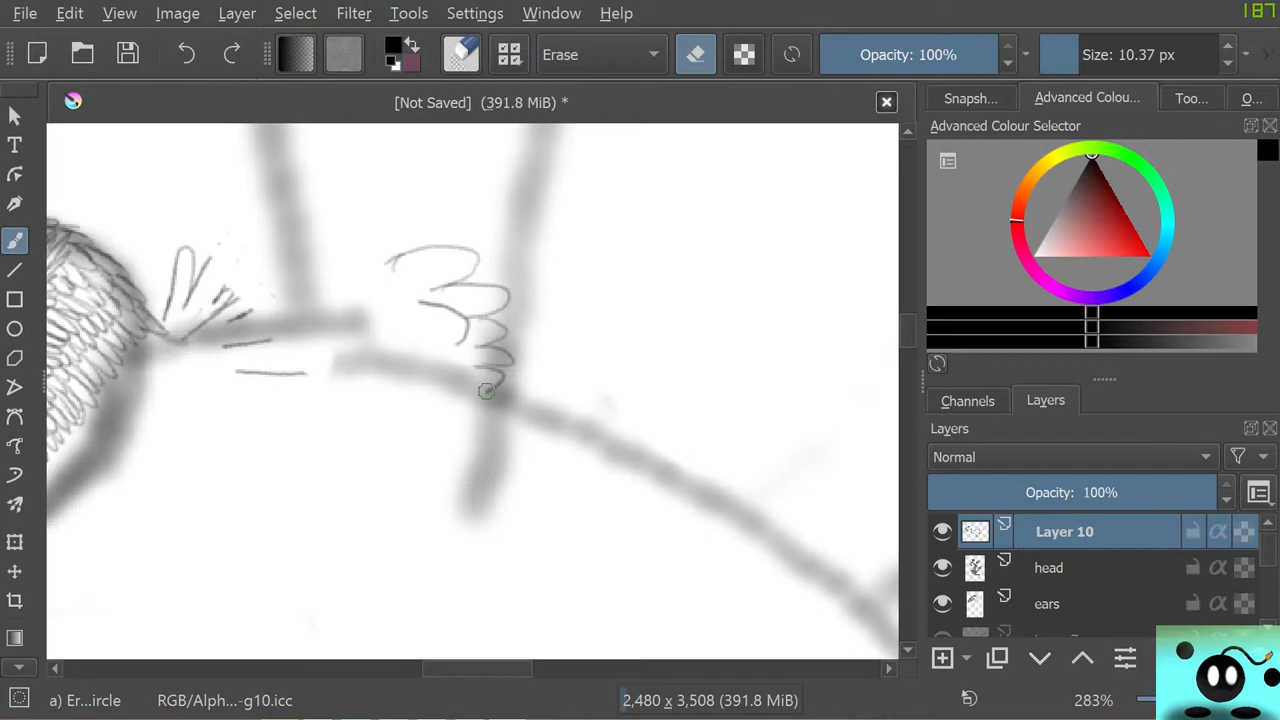 File Edit View Image Layer Select Filter Tools Settings Window Help
187
Erase
Opacity: 100%
Size: 10.37 px
[Not Saved] (391.8 MiB) *
Snapsh...
Advanced Colou...
Too...
O...
Advanced Colour Selector
Channels
Layers
Layers
Normal
Opacity: 100%
Layer 10
head
ears
a) Er...ircle
RGB/Alph...-g10.icc
2,480 x 3,508 (391.8 MiB)
283%